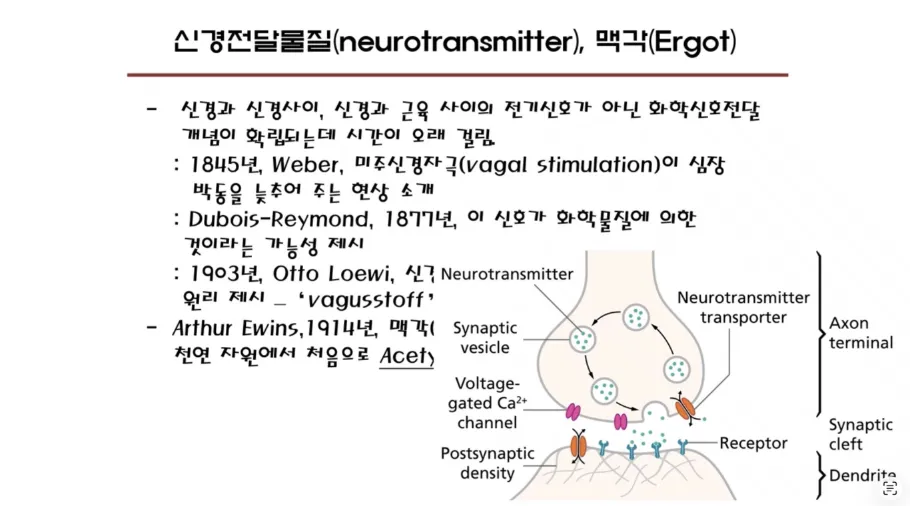 신경전달물질(neurotransmitter), 맥각(Ergot)
- 신경과 신경사이, 신경과 근육 사이의 전기신호가 아닌 화학신호전달
개념이 확립되는데 시간이 오래 걸림.
: 1845년, Weber, 미주신경자극(vagal stimulation)이 심장
박동을 늦추어 주는 현상 소개
: Dubois-Reymond, 1877년, 이 신호가 화학물질에 의한
것이라는 가능성 제시
: 1903년, Otto Loewi, 신경
원리 제시 – ‘vagusstoff’
- Arthur Ewins,1914년, 맥각(
천연 자원에서 처음으로 Acety
Neurotransmitter
Synaptic
vesicle
Voltage-
gated Ca2+
channel
Postsynaptic
density
Neurotransmitter
transporter
Receptor
Axon
terminal
Synaptic
cleft
Dendrite